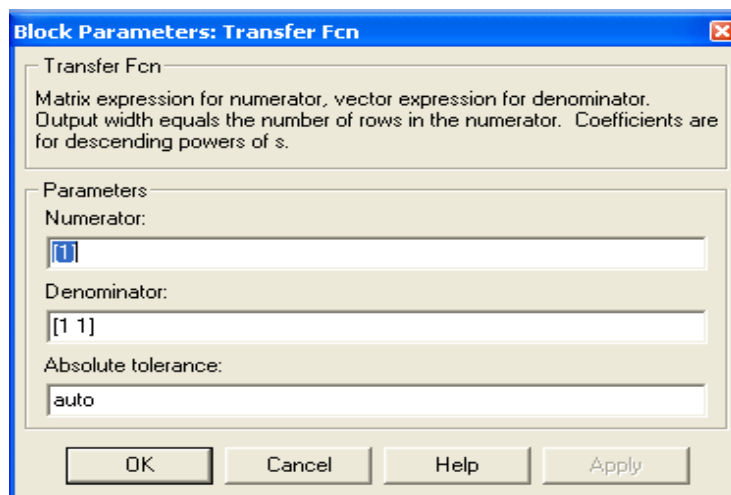 Block Parameters: Transfer Fcn
Transfer Fcn
Matrix expression for numerator, vector expression for denominator.
Output width equals the number of rows in the numerator.  Coefficients are
for descending powers of s.
Parameters
Numerator:
[1]
Denominator:
[1 1]
Absolute tolerance:
auto
OK Cancel Help Apply